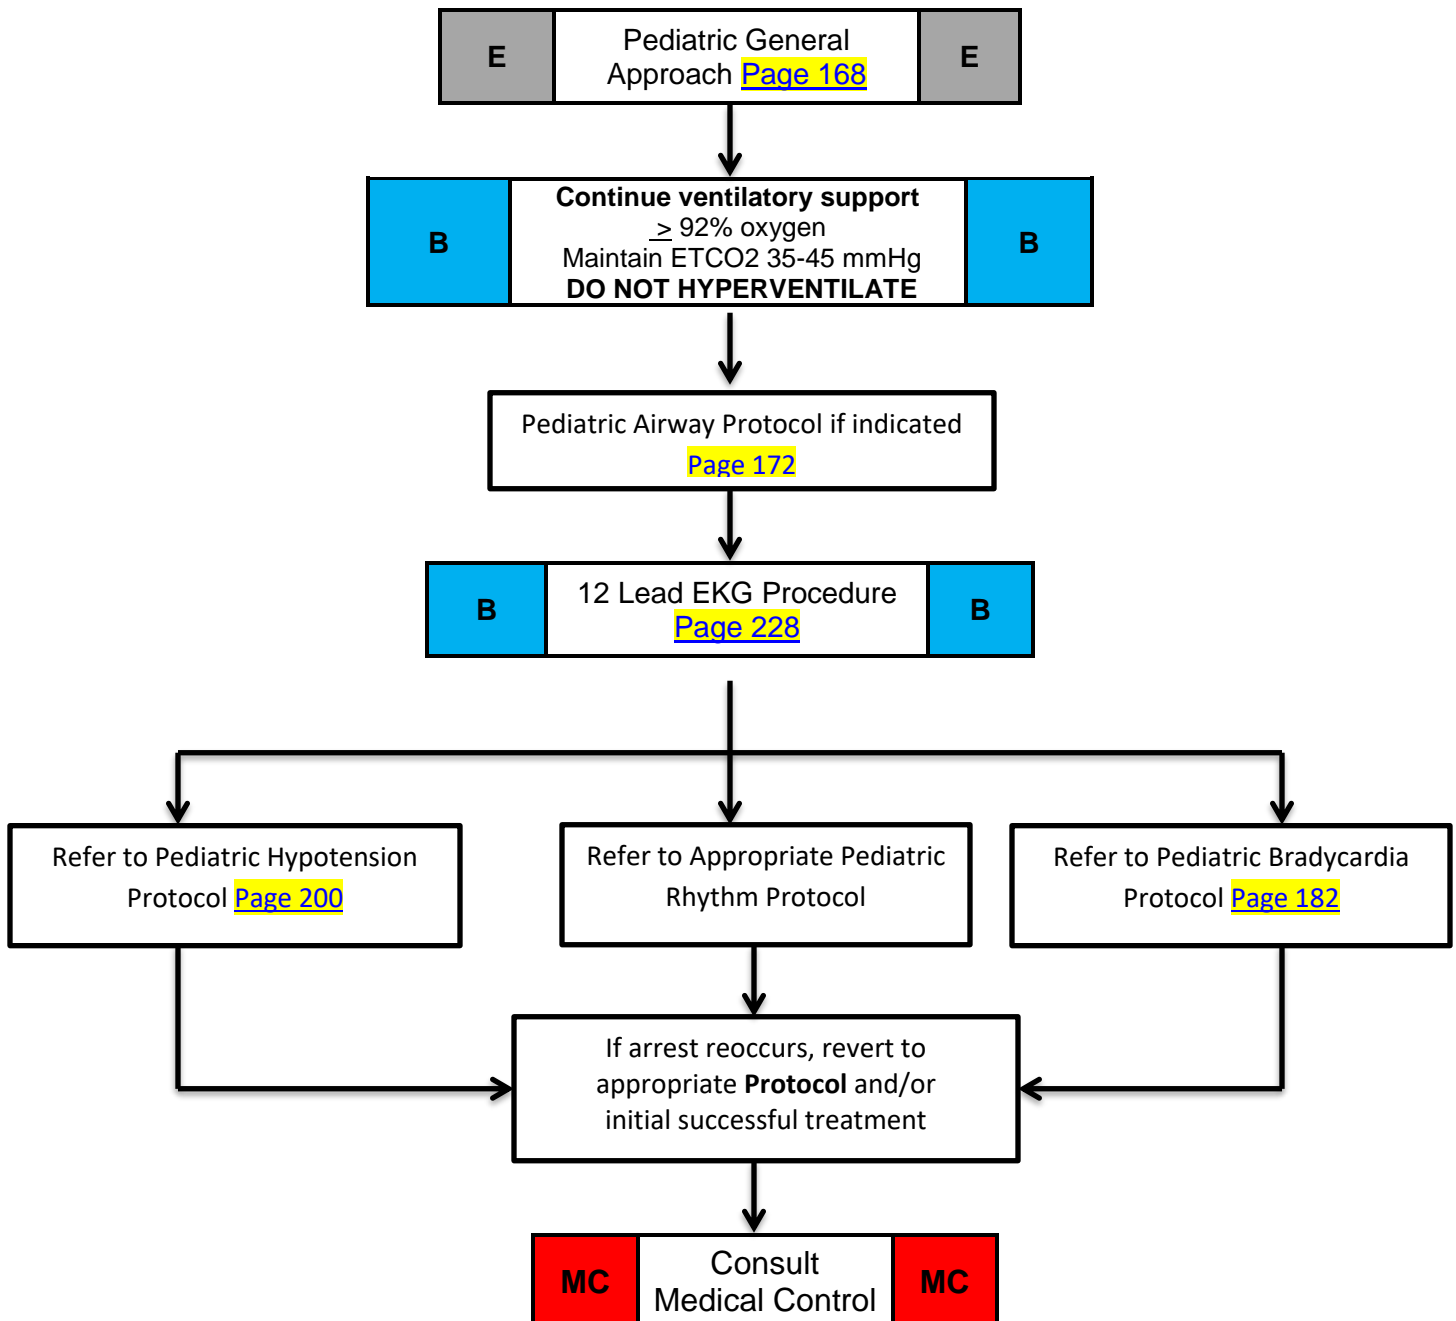 E
Pediatric General
Approach Page 168
E
B
Continue ventilatory support
> 92% oxygen
Maintain ETCO2 35-45 mmHg
DO NOT HYPERVENTILATE
B
Pediatric Airway Protocol if indicated
Page 172
B
12 Lead EKG Procedure
Page 228
B
Refer to Pediatric Hypotension
Protocol Page 200
Refer to Appropriate Pediatric
Rhythm Protocol
Refer to Pediatric Bradycardia
Protocol Page 182
If arrest reoccurs, revert to
appropriate Protocol and/or
initial successful treatment
MC
Consult
Medical Control
MC